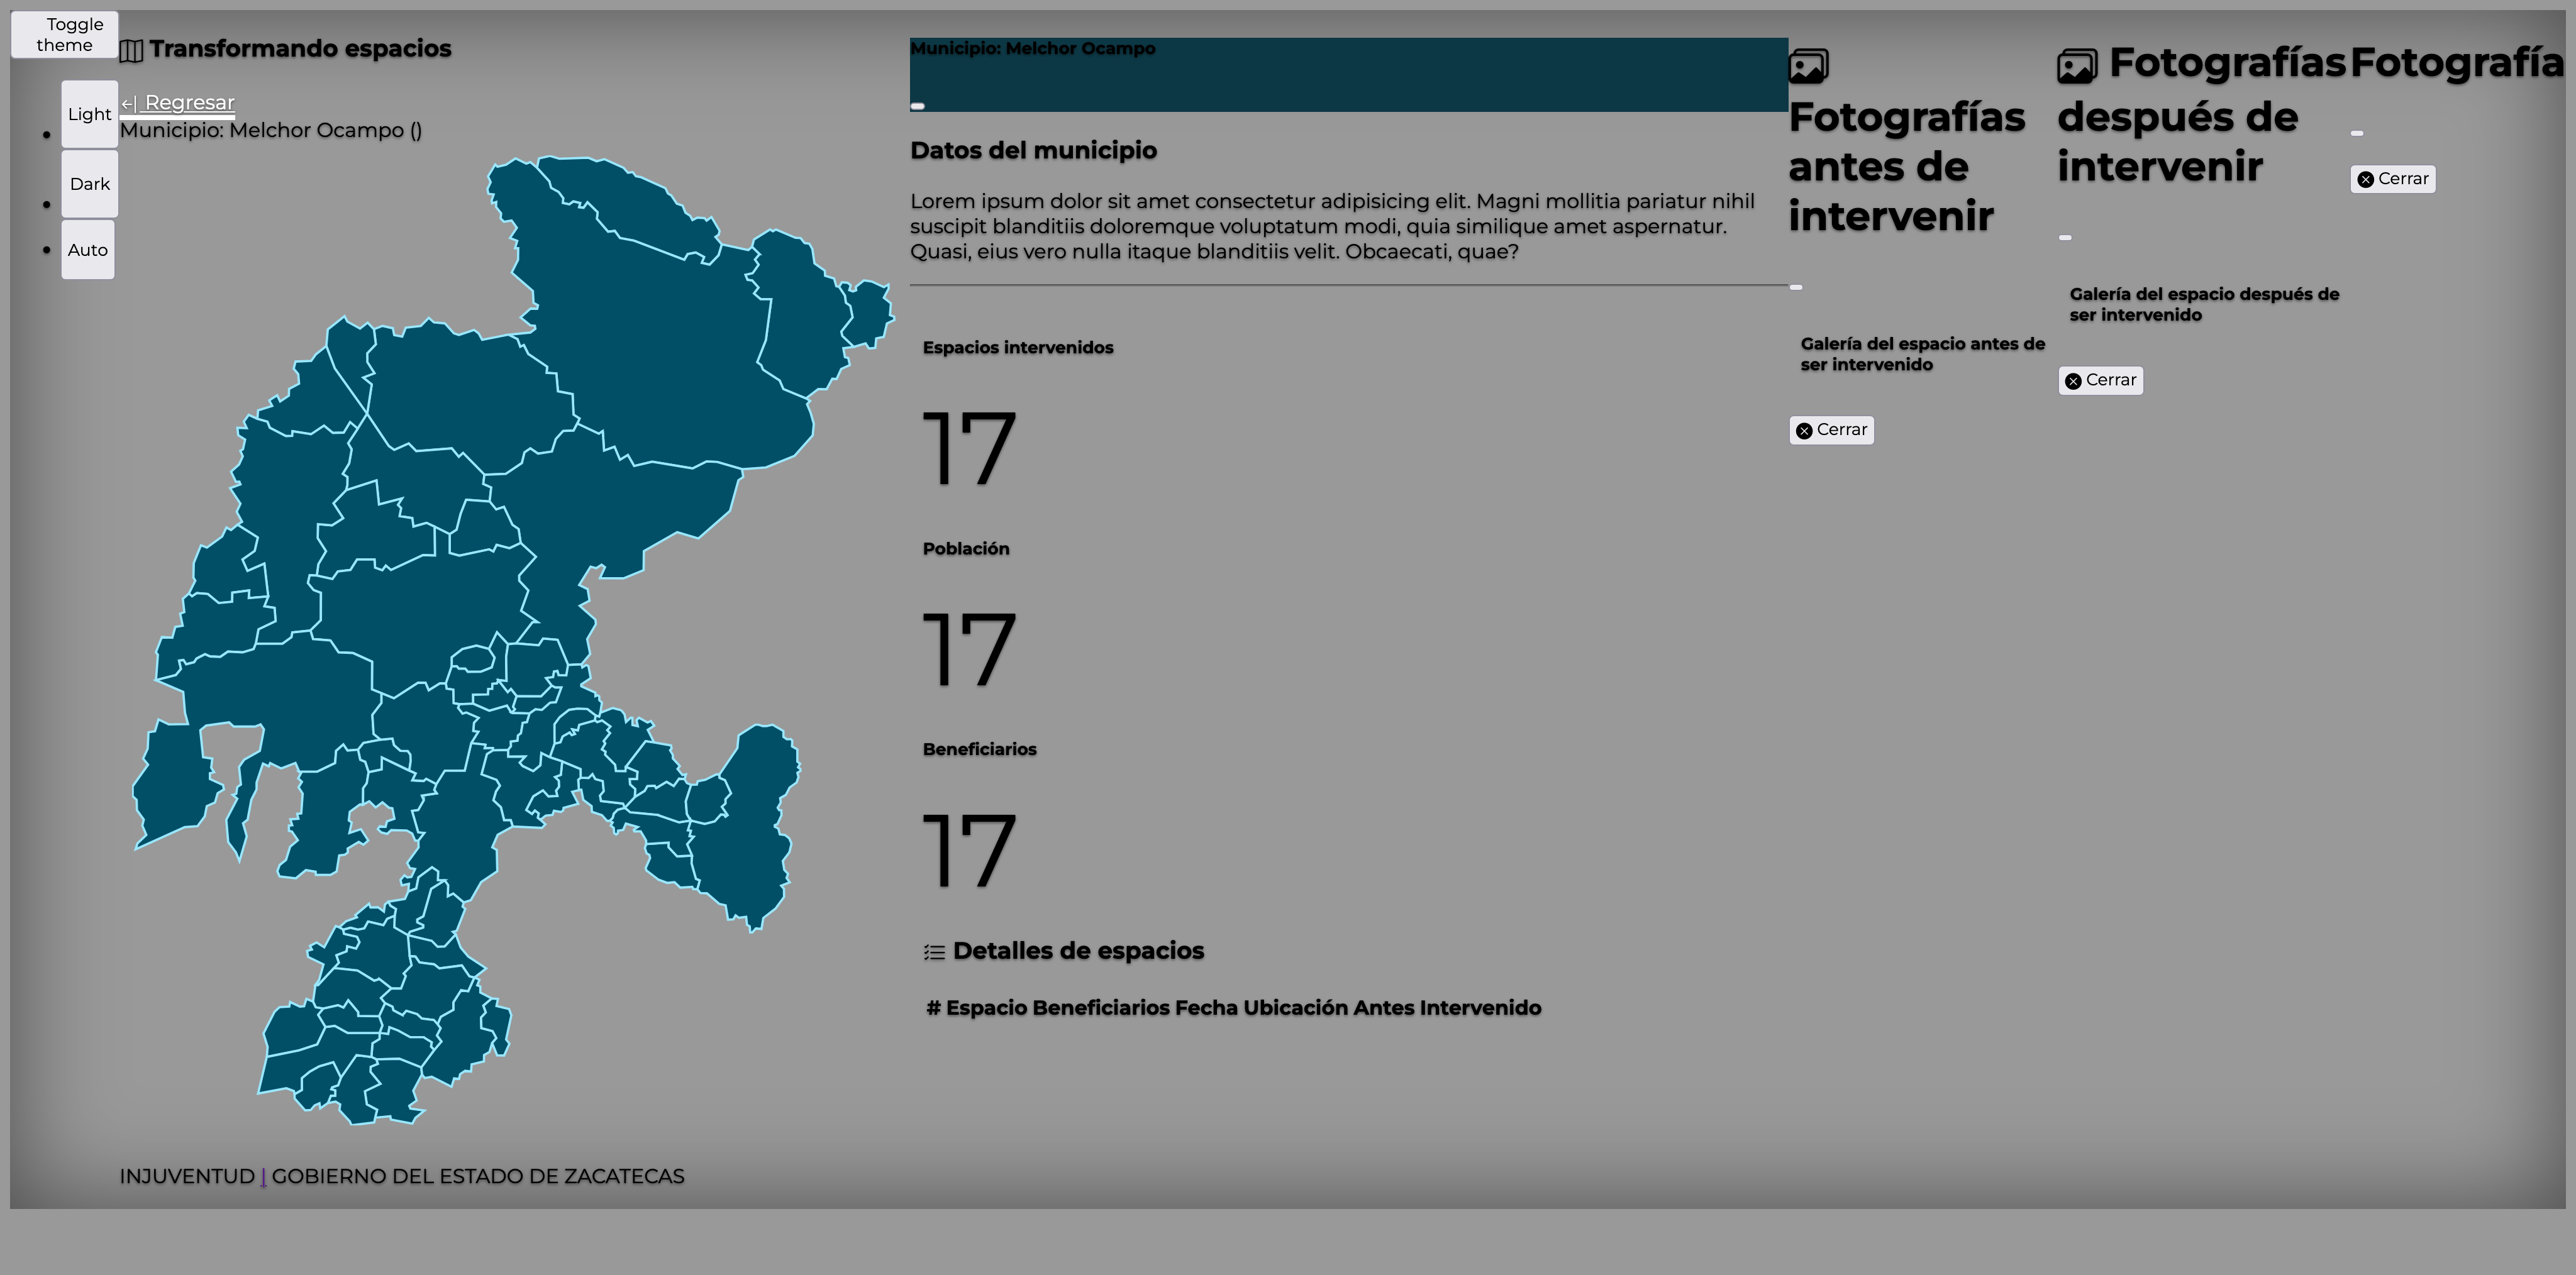 Toggle
theme
Light
Dark
Auto
Transformando espacios
Regresar
Municipio: Melchor Ocampo ()
INJUVENTUD | GOBIERNO DEL ESTADO DE ZACATECAS
Municipio: Melchor Ocampo
Datos del municipio
Lorem ipsum dolor sit amet consectetur adipisicing elit. Magni mollitia pariatur nihil
suscipit blanditiis doloremque voluptatum modi, quia similique amet aspernatur.
Quasi, eius vero nulla itaque blanditiis velit. Obcaecati, quae?
Espacios intervenidos
17
Población
17
Beneficiarios
17
Detalles de espacios
# Espacio Beneficiarios Fecha Ubicación Antes Intervenido
Fotografías
antes de
intervenir
Galería del espacio antes de
ser intervenido
Cerrar
Fotografías
después de
intervenir
Galería del espacio después de
ser intervenido
Cerrar
Fotografía
Cerrar